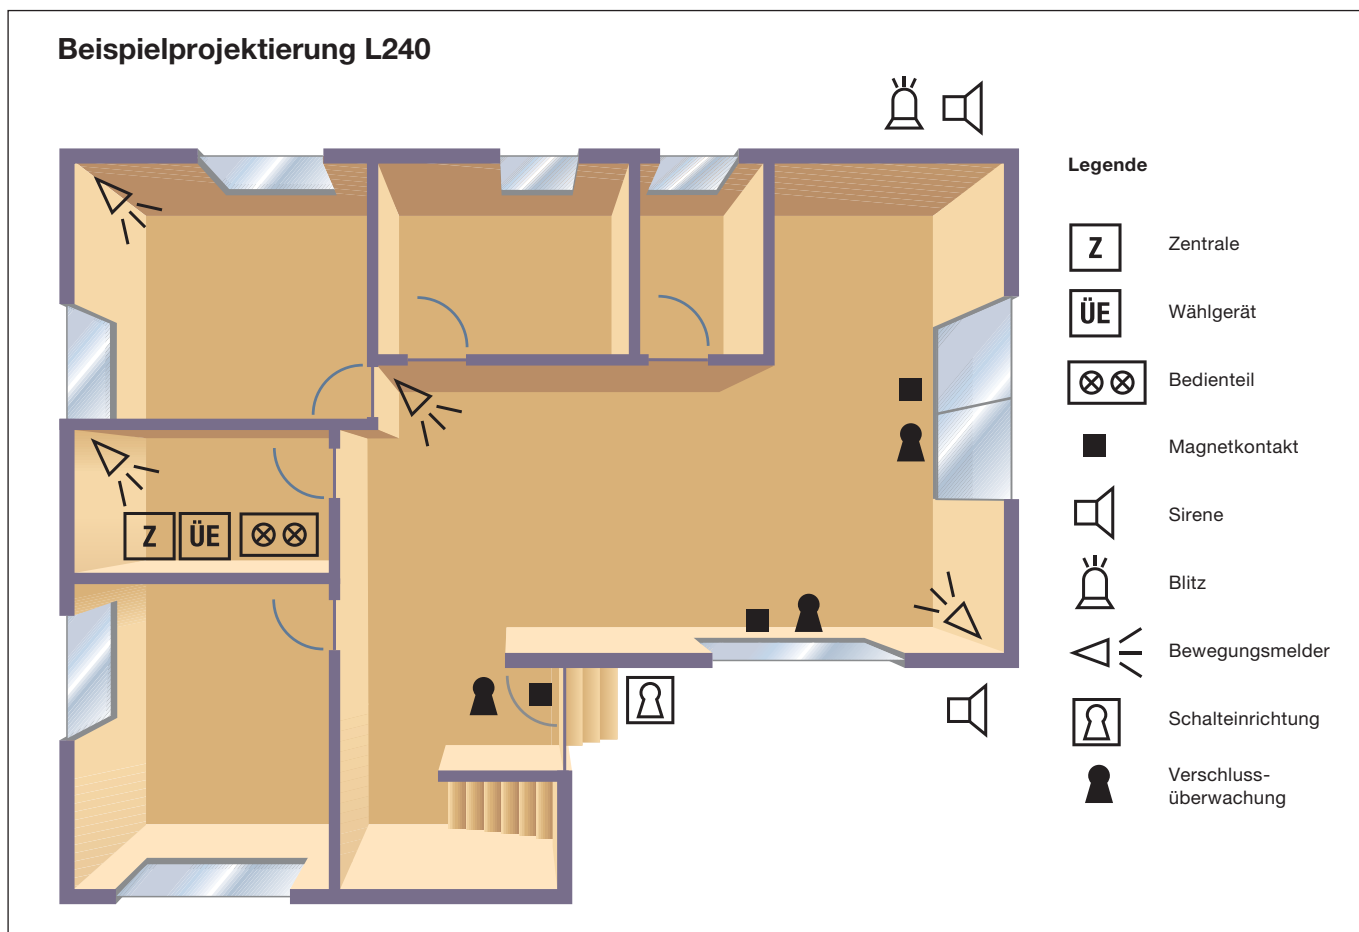 Beispielprojektierung L240
Legende
Z
Zentrale
ÜE
Wählgerät
Bedienteil
Magnetkontakt
Sirene
Blitz
Bewegungsmelder
Schalteinrichtung
Verschluss-
überwachung
Z ÜE